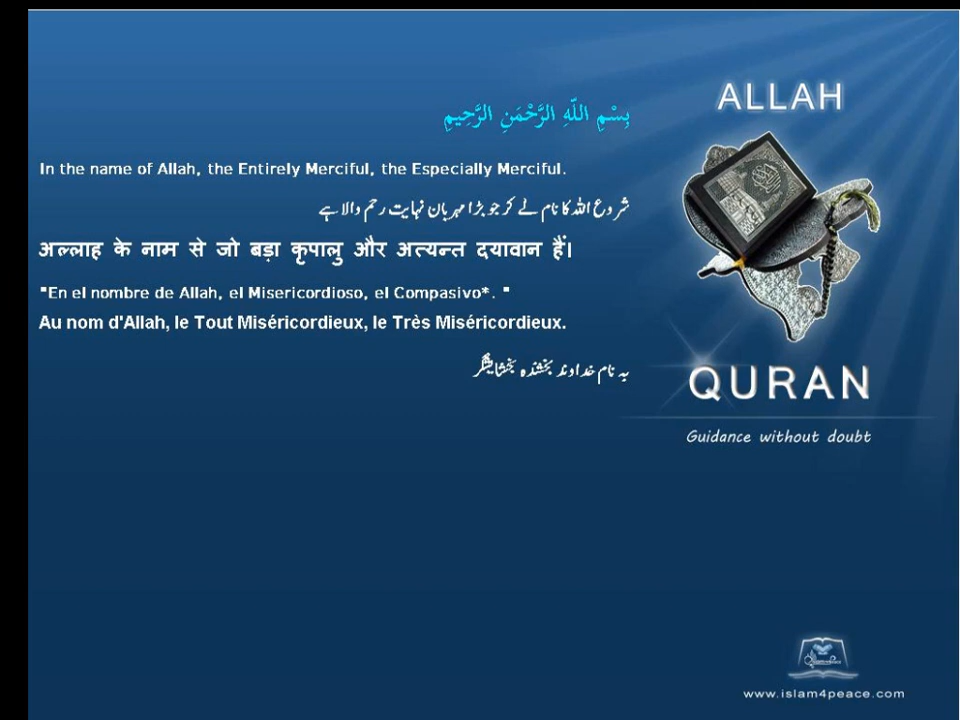 بِسْمِ اللّهِ الرَّحْمَنِ الرَّحِيمِ
In the name of Allah, the Entirely Merciful, the Especially Merciful.
شروع الله کا نام لے کر جو بڑا مہربان نہایت رحم والا ہے
अल्लाह के नाम से जो बड़ा कृपालु और अत्यन्त दयावान हैं।
"En el nombre de Allah, el Misericordioso, el Compasivo*. "
Au nom d'Allah, le Tout Miséricordieux, le Très Miséricordieux.
به نام خداوند بخشنده بخشایشگر
ALLAH
QURAN
Guidance without doubt
www.islam4peace.com